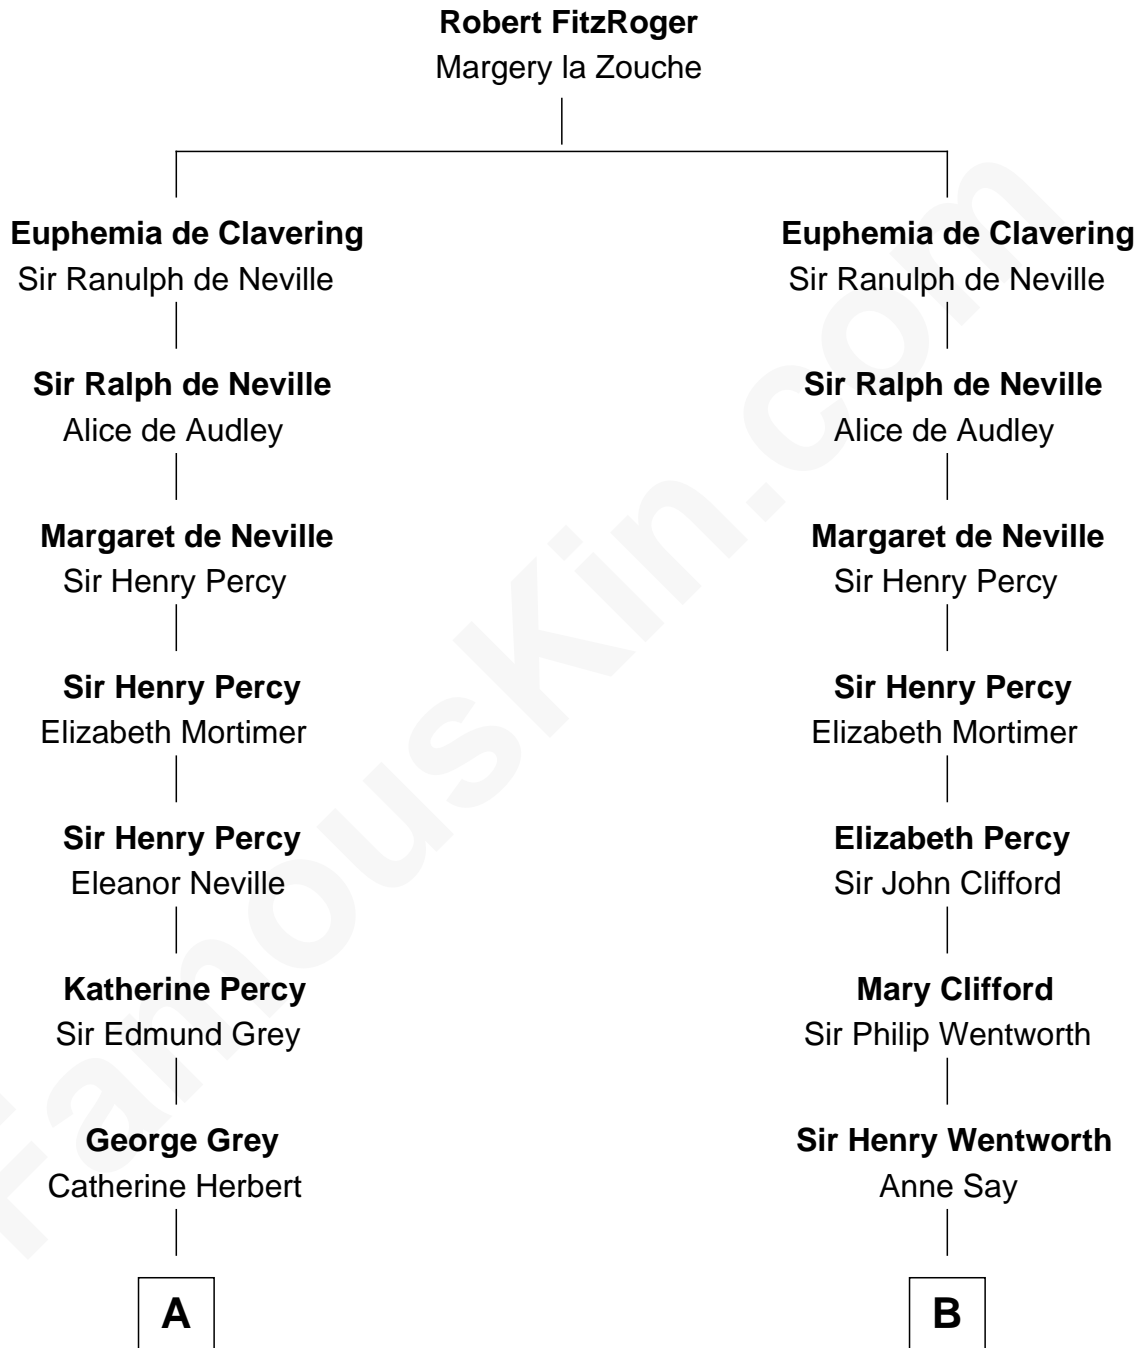 Robert FitzRoger
Margery la Zouche
Euphemia de Clavering
Sir Ranulph de Neville
Euphemia de Clavering
Sir Ranulph de Neville
Sir Ralph de Neville
Alice de Audley
Sir Ralph de Neville
Alice de Audley
Margaret de Neville
Sir Henry Percy
Margaret de Neville
Sir Henry Percy
Sir Henry Percy
Elizabeth Mortimer
Sir Henry Percy
Elizabeth Mortimer
Sir Henry Percy
Eleanor Neville
Elizabeth Percy
Sir John Clifford
Katherine Percy
Sir Edmund Grey
Mary Clifford
Sir Philip Wentworth
George Grey
Catherine Herbert
Sir Henry Wentworth
Anne Say
A
B
FamousKin.com